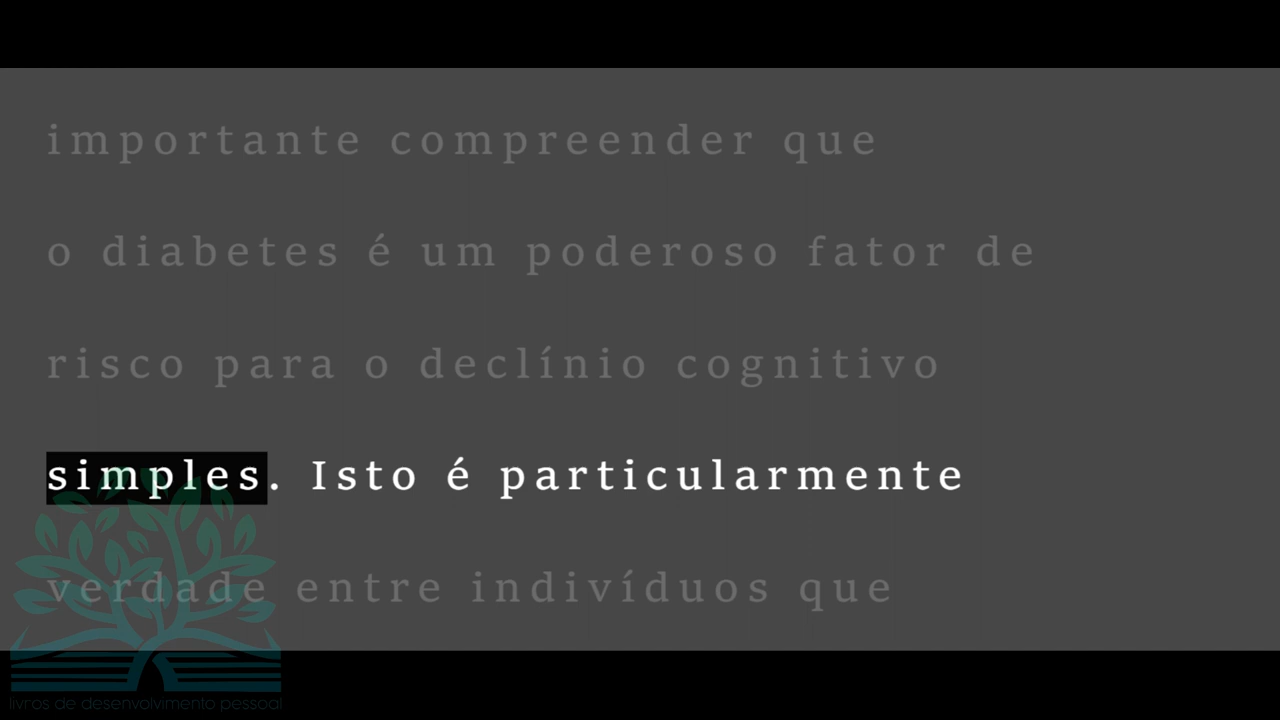 importante compreender que
o diabetes é um poderoso fator de
risco para o declínio cognitivo
simples. Isto é particularmente
verdade entre indivíduos que
livros de desenvolvimento pessoal